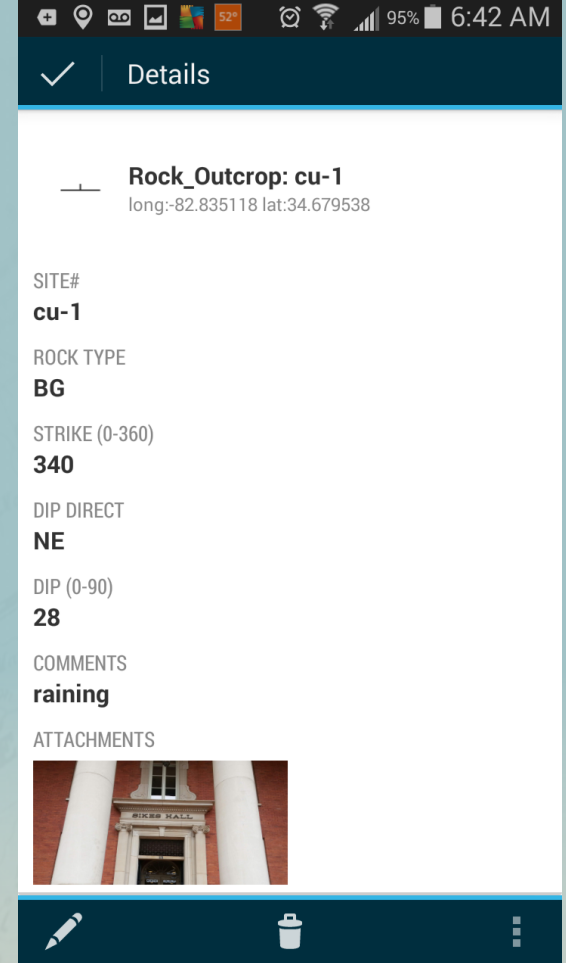 52° 95% 6:42 AM
Details
Rock_Outcrop: cu-1
long:-82.835118 lat:34.679538
SITE#
cu-1
ROCK TYPE
BG
STRIKE (0-360)
340
DIP DIRECT
NE
DIP (0-90)
28
COMMENTS
raining
ATTACHMENTS
SIKES HALL